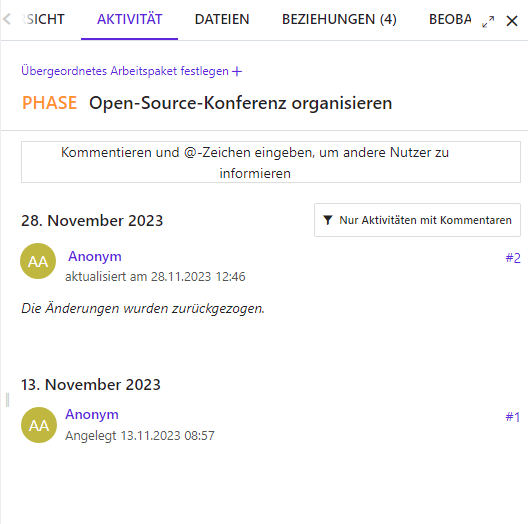 RSICHT AKTIVITÄT DATEIEN BEZIEHUNGEN (4) BEOBA
Übergeordnetes Arbeitspaket festlegen +
PHASE Open-Source-Konferenz organisieren
Kommentieren und @-Zeichen eingeben, um andere Nutzer zu
informieren
28. November 2023 Nur Aktivitäten mit Kommentaren
AA Anonym #2
aktualisiert am 28.11.2023 12:46
Die Änderungen wurden zurückgezogen.
13. November 2023
AA Anonym #1
Angelegt 13.11.2023 08:57